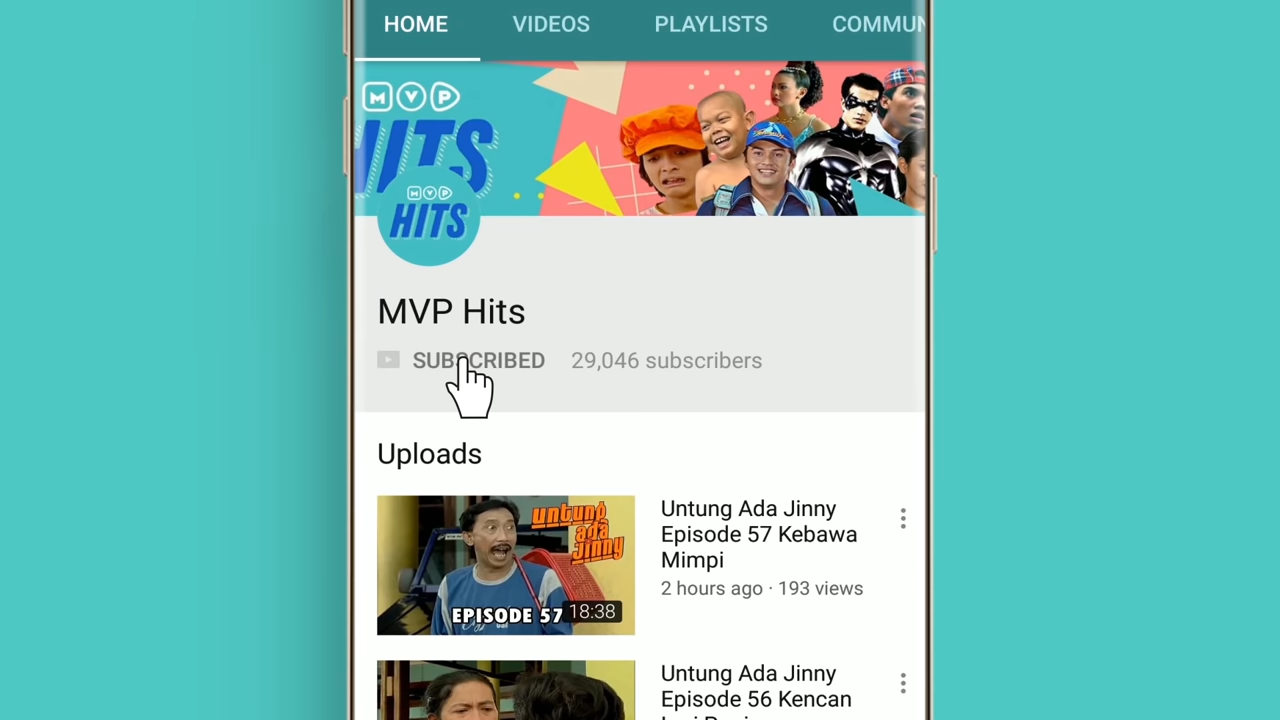 HOME VIDEOS PLAYLISTS COMMUN
MVP
HITS
MVP
HITS
MVP Hits
SUBSCRIBED 29,046 subscribers
Uploads
untung
ada
Jinny
EPISODE 57
18:38
Untung Ada Jinny
Episode 57 Kebawa
Mimpi
2 hours ago · 193 views
Untung Ada Jinny
Episode 56 Kencan